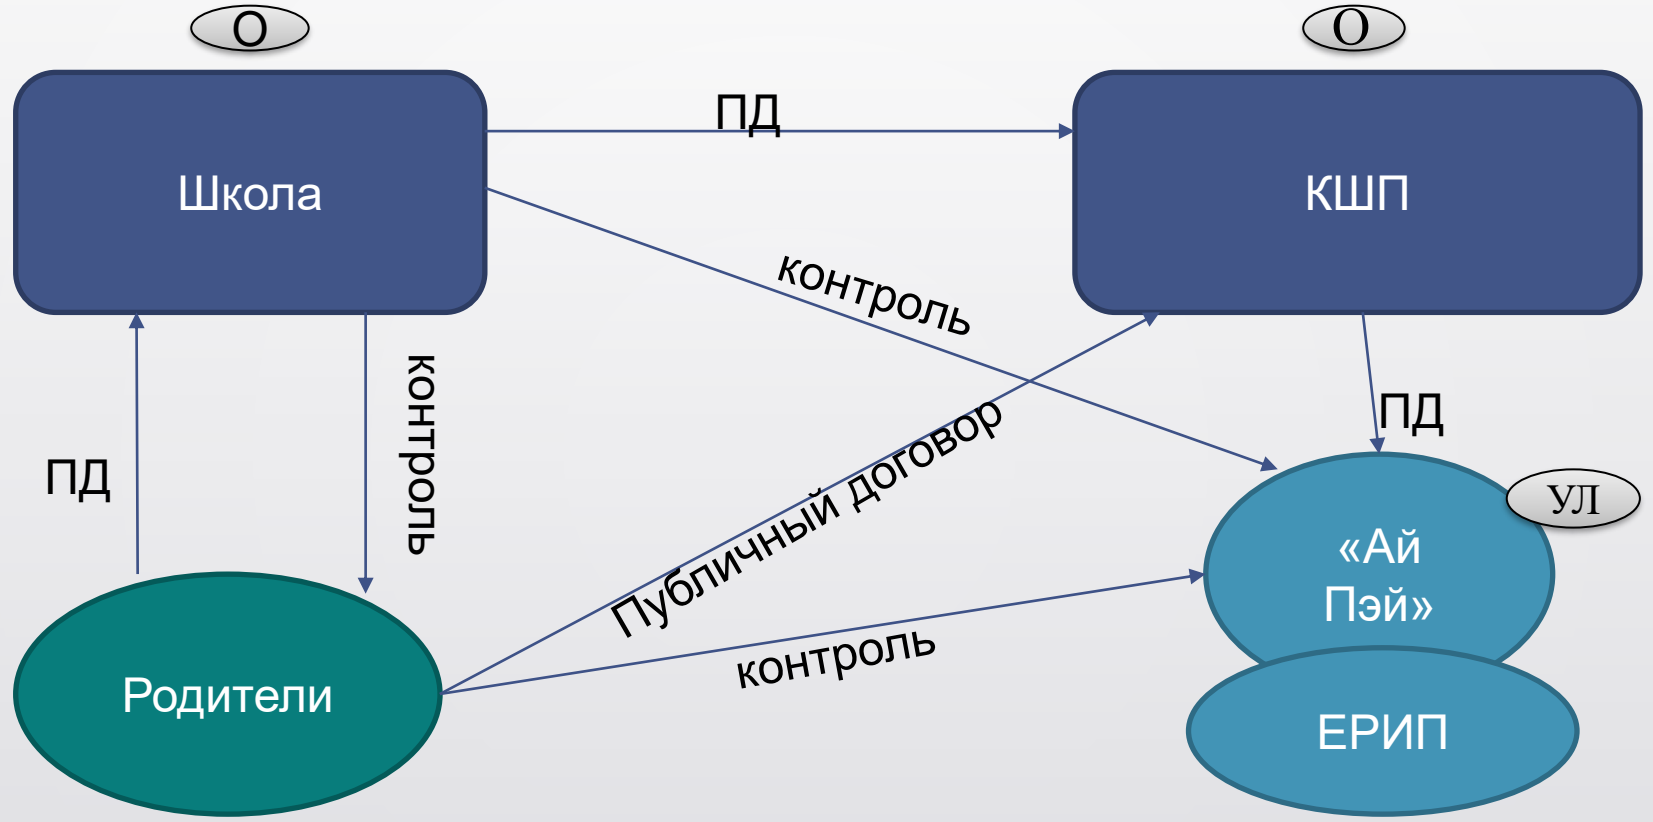 О
О
ПД
Школа
КШП
контроль
контроль
ПД
ПД
Публичный договор
УЛ
«Ай
Пэй»
контроль
Родители
ЕРИП